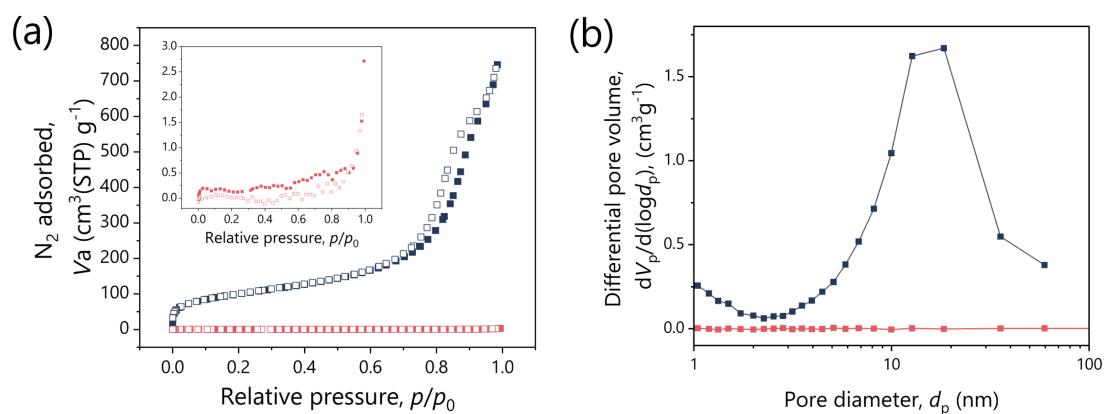 (a)
N₂ adsorbed,
Va (cm³(STP) g⁻¹)
800
700
600
500
400
300
200
100
0
0.0 0.2 0.4 0.6 0.8 1.0
Relative pressure, p/p₀
3.0
2.5
2.0
1.5
1.0
0.5
0.0
0.0 0.2 0.4 0.6 0.8 1.0
Relative pressure, p/p₀
(b)
Differential pore volume,
dVₚ/d(logdₚ), (cm³g⁻¹)
1.5
1.0
0.5
0.0
1 10 100
Pore diameter, dₚ (nm)